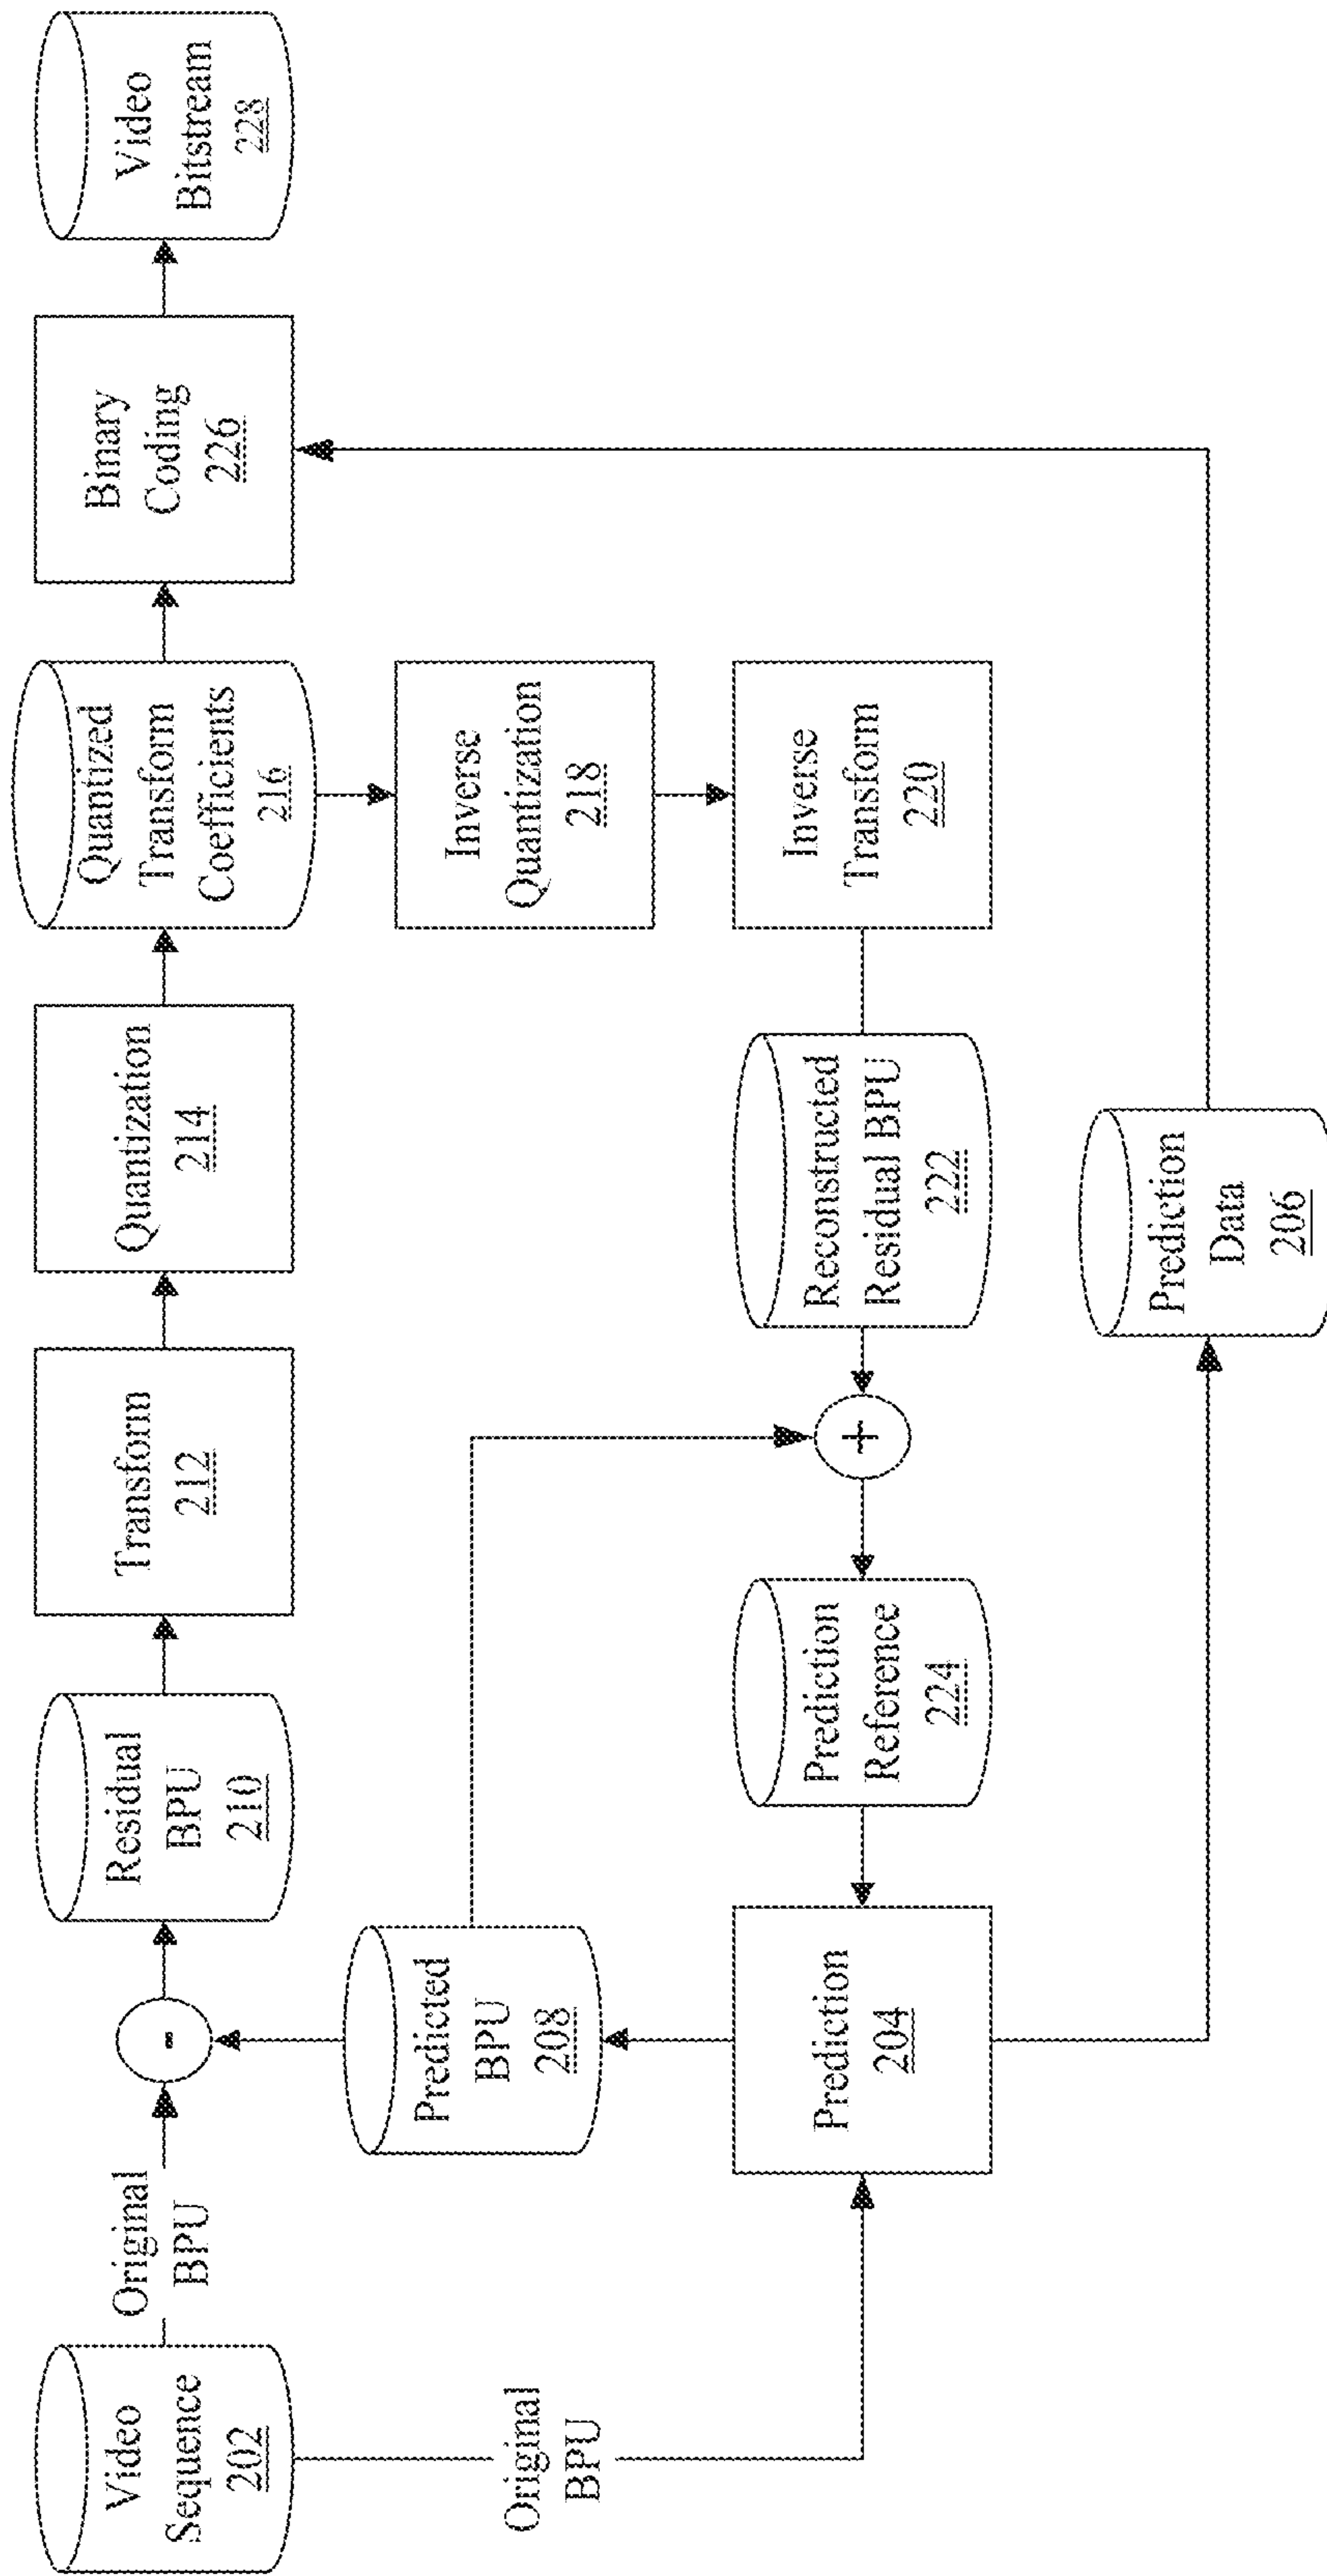 Video
Sequence
202
Original
BPU
-
Residual
BPU
210
Transform
212
Quantization
214
Quantized
Transform
Coefficients
216
Binary
Coding
226
Video
Bitstream
228
Predicted
BPU
208
Inverse
Quantization
218
Original
BPU
Prediction
204
Prediction
Reference
224
+
Reconstructed
Residual BPU
222
Inverse
Transform
220
Prediction
Data
206